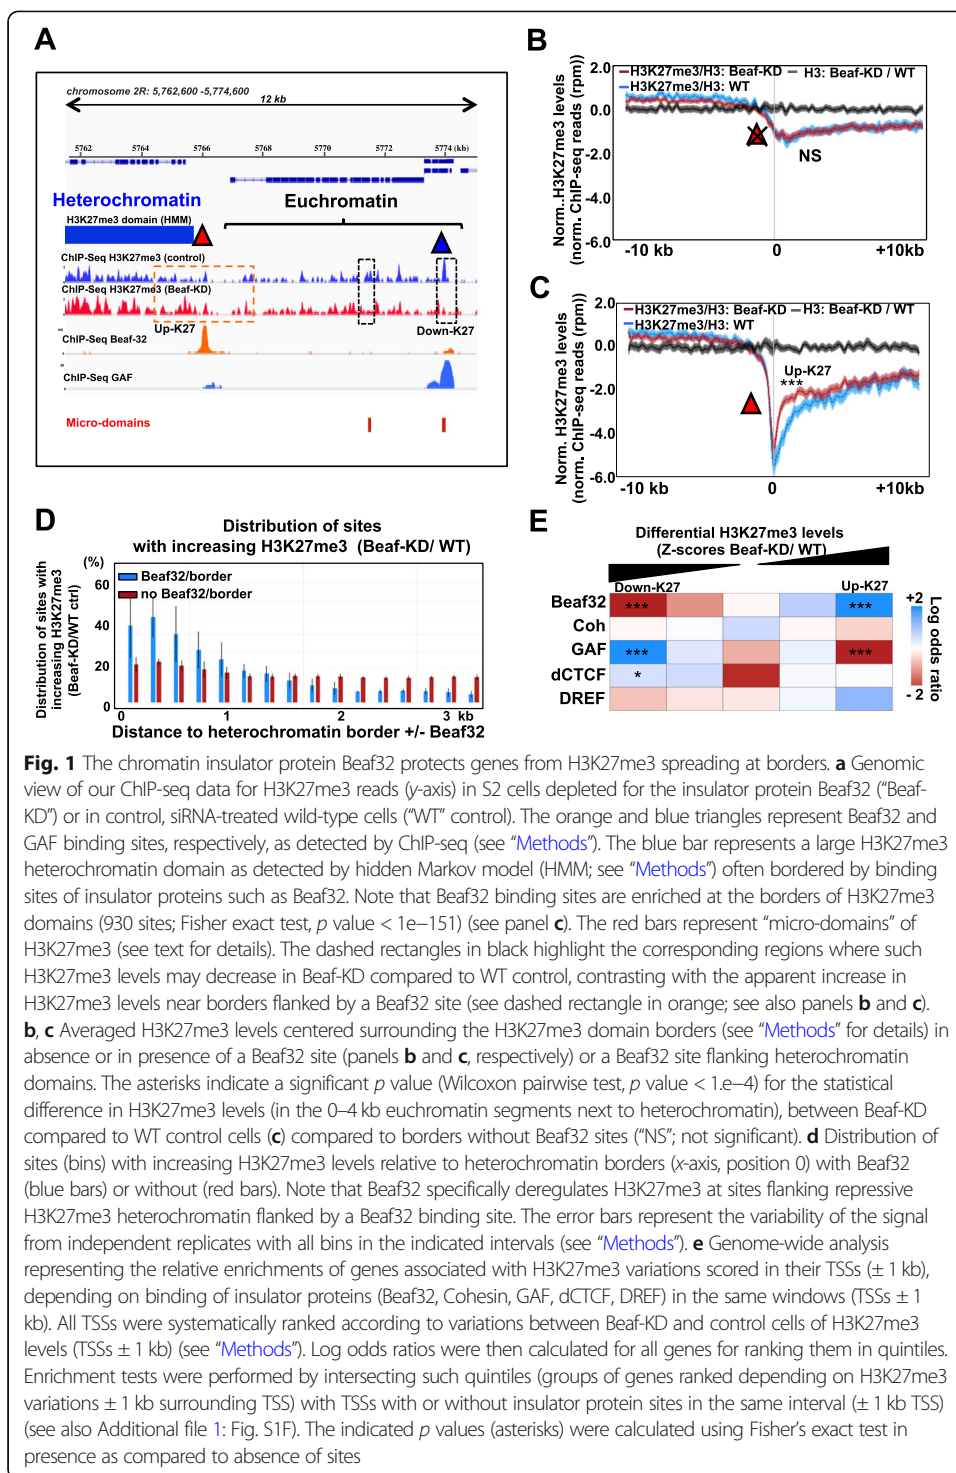 A
chromosome 2R: 5,762,600 -5,774,600
12 kb
5762 5764 5766 5768 5770 5772 5774 (kb)
Heterochromatin
Euchromatin
H3K27me3 domain (HMM)
ChIP-Seq H3K27me3 (control)
ChIP-Seq H3K27me3 (Beaf-KD)
Up-K27
Down-K27
ChIP-Seq Beaf-32
ChIP-Seq GAF
Micro-domains
B
Norm..H3K27me3 levels
(norm. ChIP-seq reads (rpm))
2.0
0.0
-2.0
-4.0
-6.0
H3K27me3/H3: Beaf-KD
H3: Beaf-KD / WT
H3K27me3/H3: WT
NS
-10 kb 0 +10kb
C
Norm. H3K27me3 levels
(norm. ChIP-seq reads (rpm))
2.0
0.0
-2.0
-4.0
-6.0
H3K27me3/H3: Beaf-KD
H3: Beaf-KD / WT
H3K27me3/H3: WT
Up-K27
***
-10 kb 0 +10kb
D
Distribution of sites
with increasing H3K27me3 (Beaf-KD/ WT)
Distribution of sites with
increasing H3K27me3
(Beaf-KD/WT ctrl)
(%)
60
40
20
0
Beaf32/border
no Beaf32/border
0 1 2 3 kb
Distance to heterochromatin border +/- Beaf32
E
Differential H3K27me3 levels
(Z-scores Beaf-KD/ WT)
Down-K27 Up-K27
Beaf32 *** ***
Coh
GAF *** ***
dCTCF *
DREF
+2
- 2
Log odds ratio
Fig. 1 The chromatin insulator protein Beaf32 protects genes from H3K27me3 spreading at borders. a Genomic
view of our ChIP-seq data for H3K27me3 reads (y-axis) in S2 cells depleted for the insulator protein Beaf32 (“Beaf-
KD”) or in control, siRNA-treated wild-type cells (“WT” control). The orange and blue triangles represent Beaf32 and
GAF binding sites, respectively, as detected by ChIP-seq (see “Methods”). The blue bar represents a large H3K27me3
heterochromatin domain as detected by hidden Markov model (HMM; see “Methods”) often bordered by binding
sites of insulator proteins such as Beaf32. Note that Beaf32 binding sites are enriched at the borders of H3K27me3
domains (930 sites; Fisher exact test, p value < 1e−151) (see panel c). The red bars represent “micro-domains” of
H3K27me3 (see text for details). The dashed rectangles in black highlight the corresponding regions where such
H3K27me3 levels may decrease in Beaf-KD compared to WT control, contrasting with the apparent increase in
H3K27me3 levels near borders flanked by a Beaf32 site (see dashed rectangle in orange; see also panels b and c).
b, c Averaged H3K27me3 levels centered surrounding the H3K27me3 domain borders (see “Methods” for details) in
absence or in presence of a Beaf32 site (panels b and c, respectively) or a Beaf32 site flanking heterochromatin
domains. The asterisks indicate a significant p value (Wilcoxon pairwise test, p value < 1.e−4) for the statistical
difference in H3K27me3 levels (in the 0–4 kb euchromatin segments next to heterochromatin), between Beaf-KD
compared to WT control cells (c) compared to borders without Beaf32 sites (“NS”; not significant). d Distribution of
sites (bins) with increasing H3K27me3 levels relative to heterochromatin borders (x-axis, position 0) with Beaf32
(blue bars) or without (red bars). Note that Beaf32 specifically deregulates H3K27me3 at sites flanking repressive
H3K27me3 heterochromatin flanked by a Beaf32 binding site. The error bars represent the variability of the signal
from independent replicates with all bins in the indicated intervals (see “Methods”). e Genome-wide analysis
representing the relative enrichments of genes associated with H3K27me3 variations scored in their TSSs (± 1 kb),
depending on binding of insulator proteins (Beaf32, Cohesin, GAF, dCTCF, DREF) in the same windows (TSSs ± 1
kb). All TSSs were systematically ranked according to variations between Beaf-KD and control cells of H3K27me3
levels (TSSs ± 1 kb) (see “Methods”). Log odds ratios were then calculated for all genes for ranking them in quintiles.
Enrichment tests were performed by intersecting such quintiles (groups of genes ranked depending on H3K27me3
variations ± 1 kb surrounding TSS) with TSSs with or without insulator protein sites in the same interval (± 1 kb TSS)
(see also Additional file 1: Fig. S1F). The indicated p values (asterisks) were calculated using Fisher’s exact test in
presence as compared to absence of sites